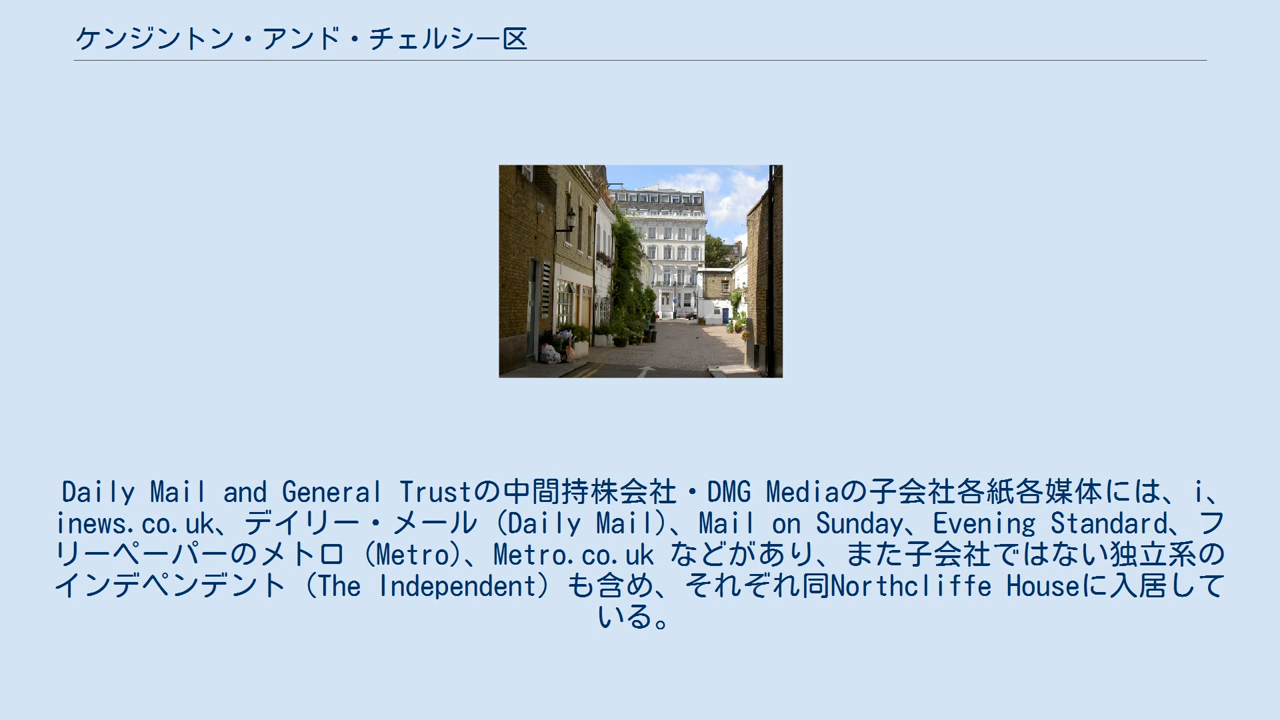 ケンジントン・アンド・チェルシー区
Daily Mail and General Trustの中間持株会社・DMG Mediaの子会社各紙各媒体には、i、
inews.co.uk、デイリー・メール（Daily Mail）、Mail on Sunday、Evening Standard、フ
リーペーパーのメトロ（Metro）、Metro.co.uk などがあり、また子会社ではない独立系の
インデペンデント（The Independent）も含め、それぞれ同Northcliffe Houseに入居して
いる。